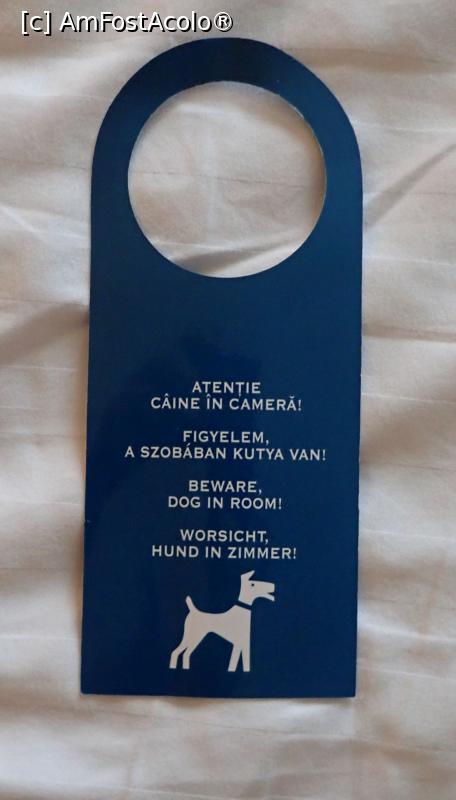 [c] AmFostAcolo®
ATENȚIE
CÂINE ÎN CAMERĂ!
FIGYELEM,
A SZOBÁBAN KUTYA VAN!
BEWARE,
DOG IN ROOM!
WORSICHT,
HUND IN ZIMMER!